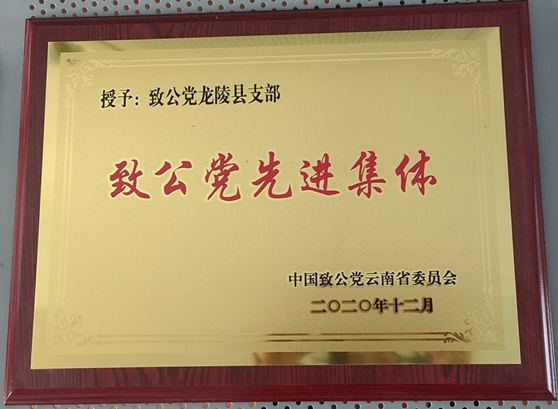 授予：致公党龙陵县支部
致公党先进集体
中国致公党云南省委员会
二〇二〇年十二月